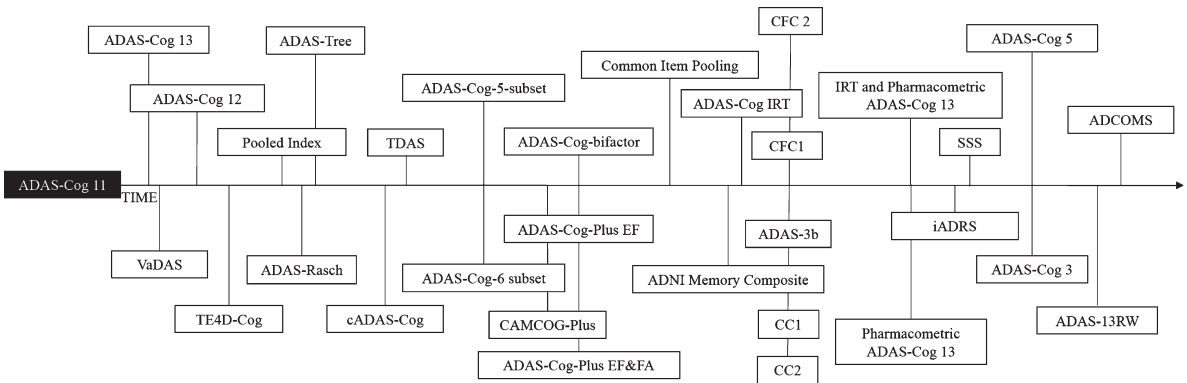 CFC 2
ADAS-Cog 13
ADAS-Tree
ADAS-Cog 5
Common Item Pooling
ADAS-Cog 12
ADAS-Cog-5-subset
ADAS-Cog IRT
IRT and Pharmacometric
ADAS-Cog 13
ADCOMS
Pooled Index
TDAS
ADAS-Cog-bifactor
CFC1
SSS
ADAS-Cog 11
TIME
ADAS-Cog-Plus EF
ADAS-3b
iADRS
VaDAS
ADAS-Rasch
ADAS-Cog-6 subset
ADNI Memory Composite
ADAS-Cog 3
TE4D-Cog
cADAS-Cog
CAMCOG-Plus
CC1
Pharmacometric
ADAS-Cog 13
ADAS-13RW
ADAS-Cog-Plus EF&FA
CC2